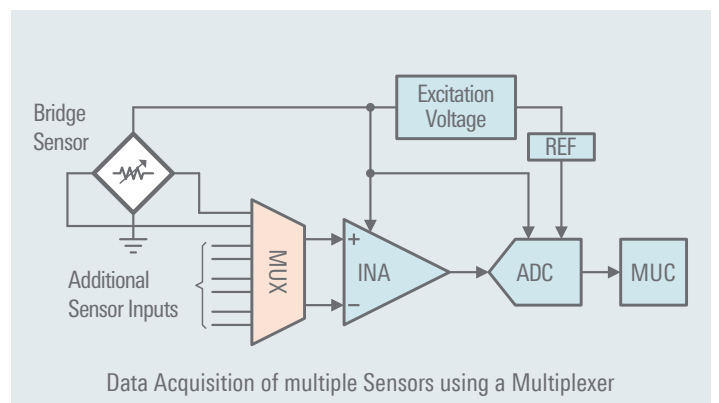 Excitation
Voltage
Bridge
Sensor
REF
+
INA
−
MUX
ADC
MUC
Additional
Sensor Inputs
Data Acquisition of multiple Sensors using a Multiplexer